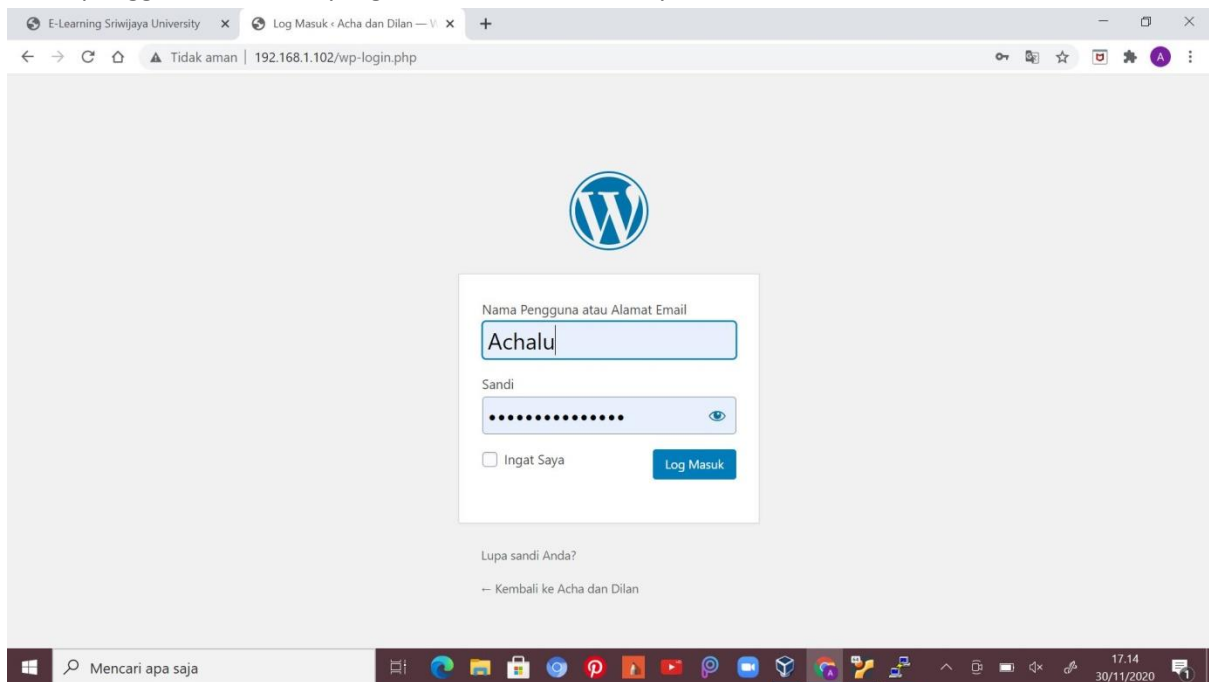 E-Learning Sriwijaya University
Log Masuk ‹ Acha dan Dilan — W
Tidak aman | 192.168.1.102/wp-login.php
A
Nama Pengguna atau Alamat Email
Achalu
Sandi
Ingat Saya
Log Masuk
Lupa sandi Anda?
← Kembali ke Acha dan Dilan
Mencari apa saja
17.14
30/11/2020
1